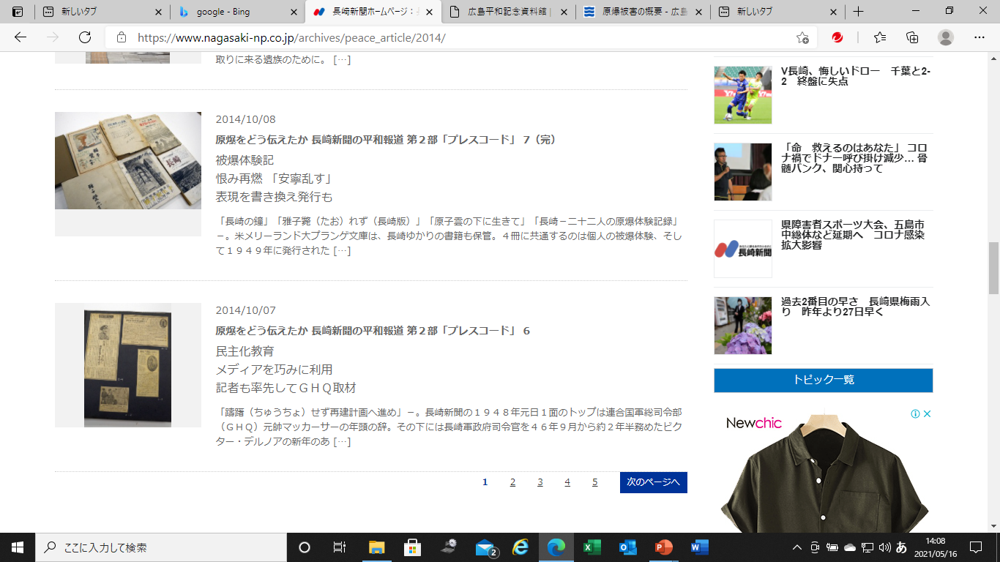 新しいタブ
google - Bing
長崎新聞ホームページ：
広島平和記念資料館
原爆被害の概要 - 広島
新しいタブ
https://www.nagasaki-np.co.jp/archives/peace_article/2014/
取りに来る遺族のために。 […]
2014/10/08
原爆をどう伝えたか 長崎新聞の平和報道 第２部「プレスコード」 ７（完）
被爆体験記
恨み再燃 「安寧乱す」
表現を書き換え発行も
「長崎の鐘」「雅子斃（たお）れず（長崎版）」「原子雲の下に生きて」「長崎－二十二人の原爆体験記録」
－。米メリーランド大プランゲ文庫は、長崎ゆかりの書籍も保管。４冊に共通するのは個人の被爆体験、そし
て１９４９年に発行された […]
2014/10/07
原爆をどう伝えたか 長崎新聞の平和報道 第２部「プレスコード」 ６
民主化教育
メディアを巧みに利用
記者も率先してＧＨＱ取材
「躊躇（ちゅうちょ）せず再建計画へ進め」－。長崎新聞の１９４８年元日１面のトップは連合国軍総司令部
（ＧＨＱ）元帥マッカーサーの年頭の辞。その下には長崎軍政府司令官を４６年９月から約２年半務めたビク
ター・デルノアの新年のあ […]
1 2 3 4 5 次のページへ
V長崎、悔しいドロー　千葉と2-
2　終盤に失点
「命　救えるのはあなた」 コロ
ナ禍でドナー呼び掛け減少… 骨
髄バンク、関心持って
長崎新聞
県障害者スポーツ大会、五島市
中総体など延期へ　コロナ感染
拡大影響
過去2番目の早さ　長崎県梅雨入
り　昨年より27日早く
トピック一覧
Newchic
ここに入力して検索
2
あ
14:08
2021/05/16